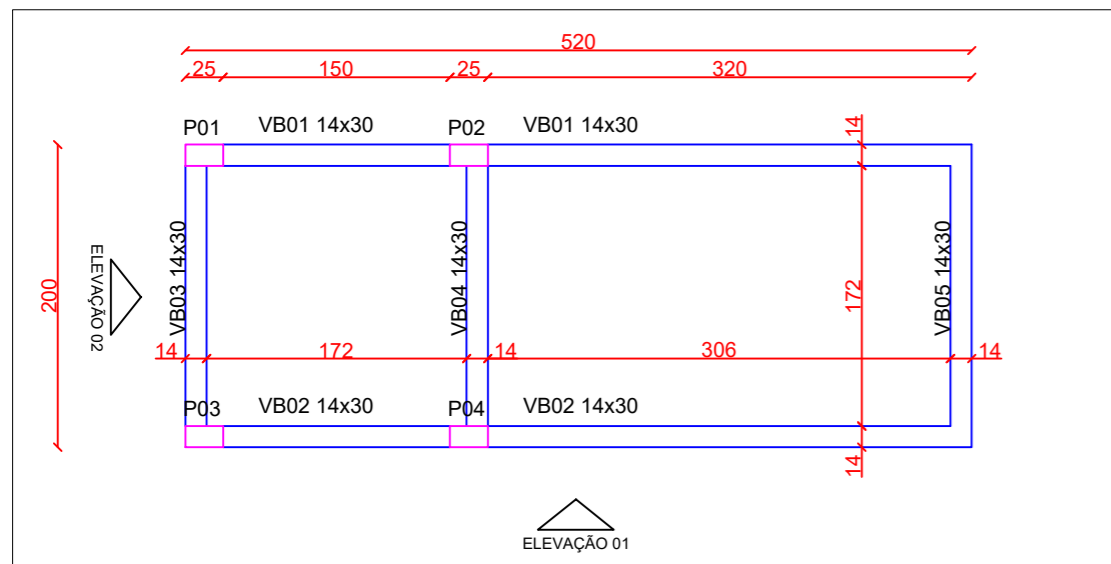 520
25 150 25 320
P01 VB01 14x30 P02 VB01 14x30 14
ELEVAÇÃO 02
200
VB03 14x30
VB04 14x30
172
VB05 14x30
14 172 14 306 14
P03 VB02 14x30 P04 VB02 14x30
14
ELEVAÇÃO 01